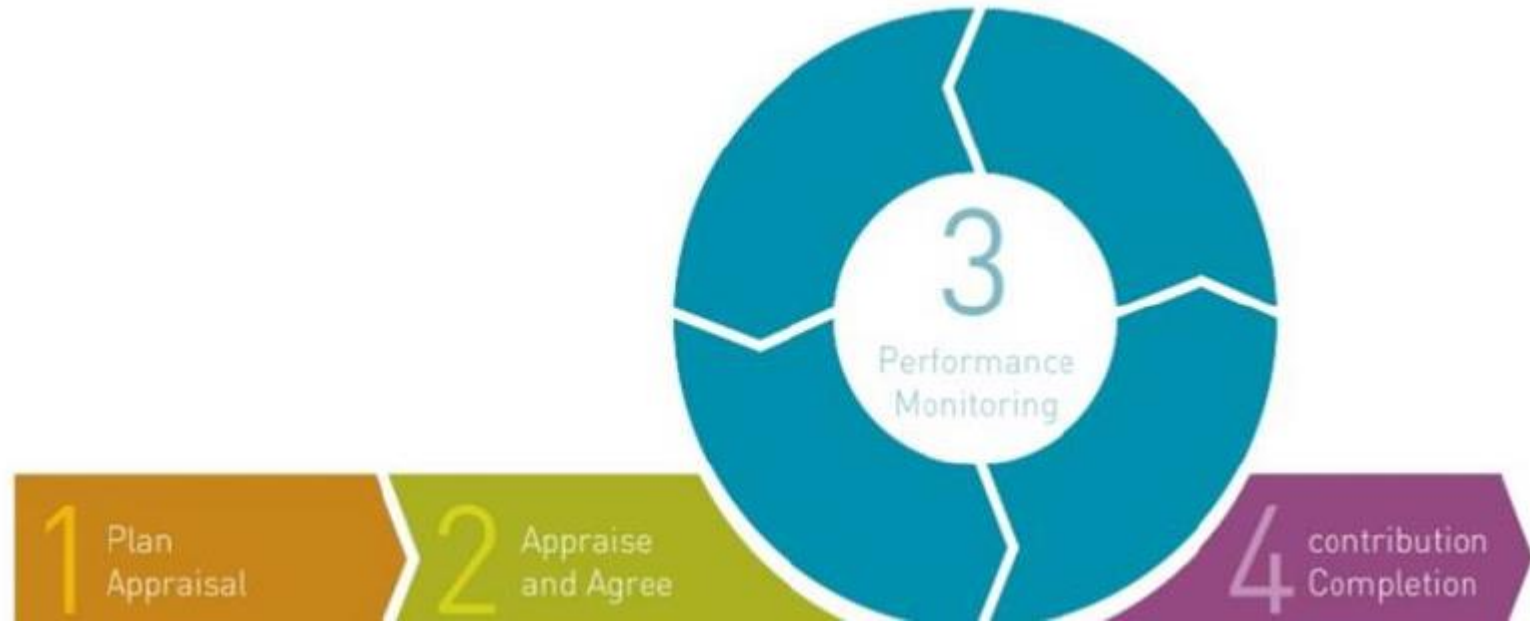 1
Plan
Appraisal
2
Appraise
and Agree
3
Performance
Monitoring
4
contribution
Completion